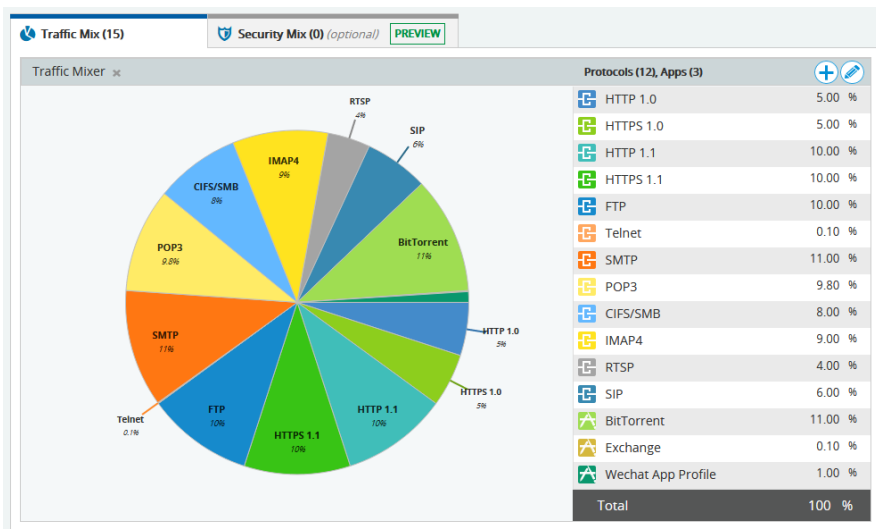 Traffic Mix (15)
Security Mix (0) (optional) PREVIEW
Traffic Mixer ×
Protocols (12), Apps (3)
RTSP
4%
SIP
6%
IMAP4
9%
CIFS/SMB
8%
BitTorrent
11%
POP3
9.8%
HTTP 1.0
5%
SMTP
11%
HTTPS 1.0
5%
Telnet
0.1%
FTP
10%
HTTP 1.1
10%
HTTPS 1.1
10%
HTTP 1.0 5.00 %
HTTPS 1.0 5.00 %
HTTP 1.1 10.00 %
HTTPS 1.1 10.00 %
FTP 10.00 %
Telnet 0.10 %
SMTP 11.00 %
POP3 9.80 %
CIFS/SMB 8.00 %
IMAP4 9.00 %
RTSP 4.00 %
SIP 6.00 %
BitTorrent 11.00 %
Exchange 0.10 %
Wechat App Profile 1.00 %
Total 100 %